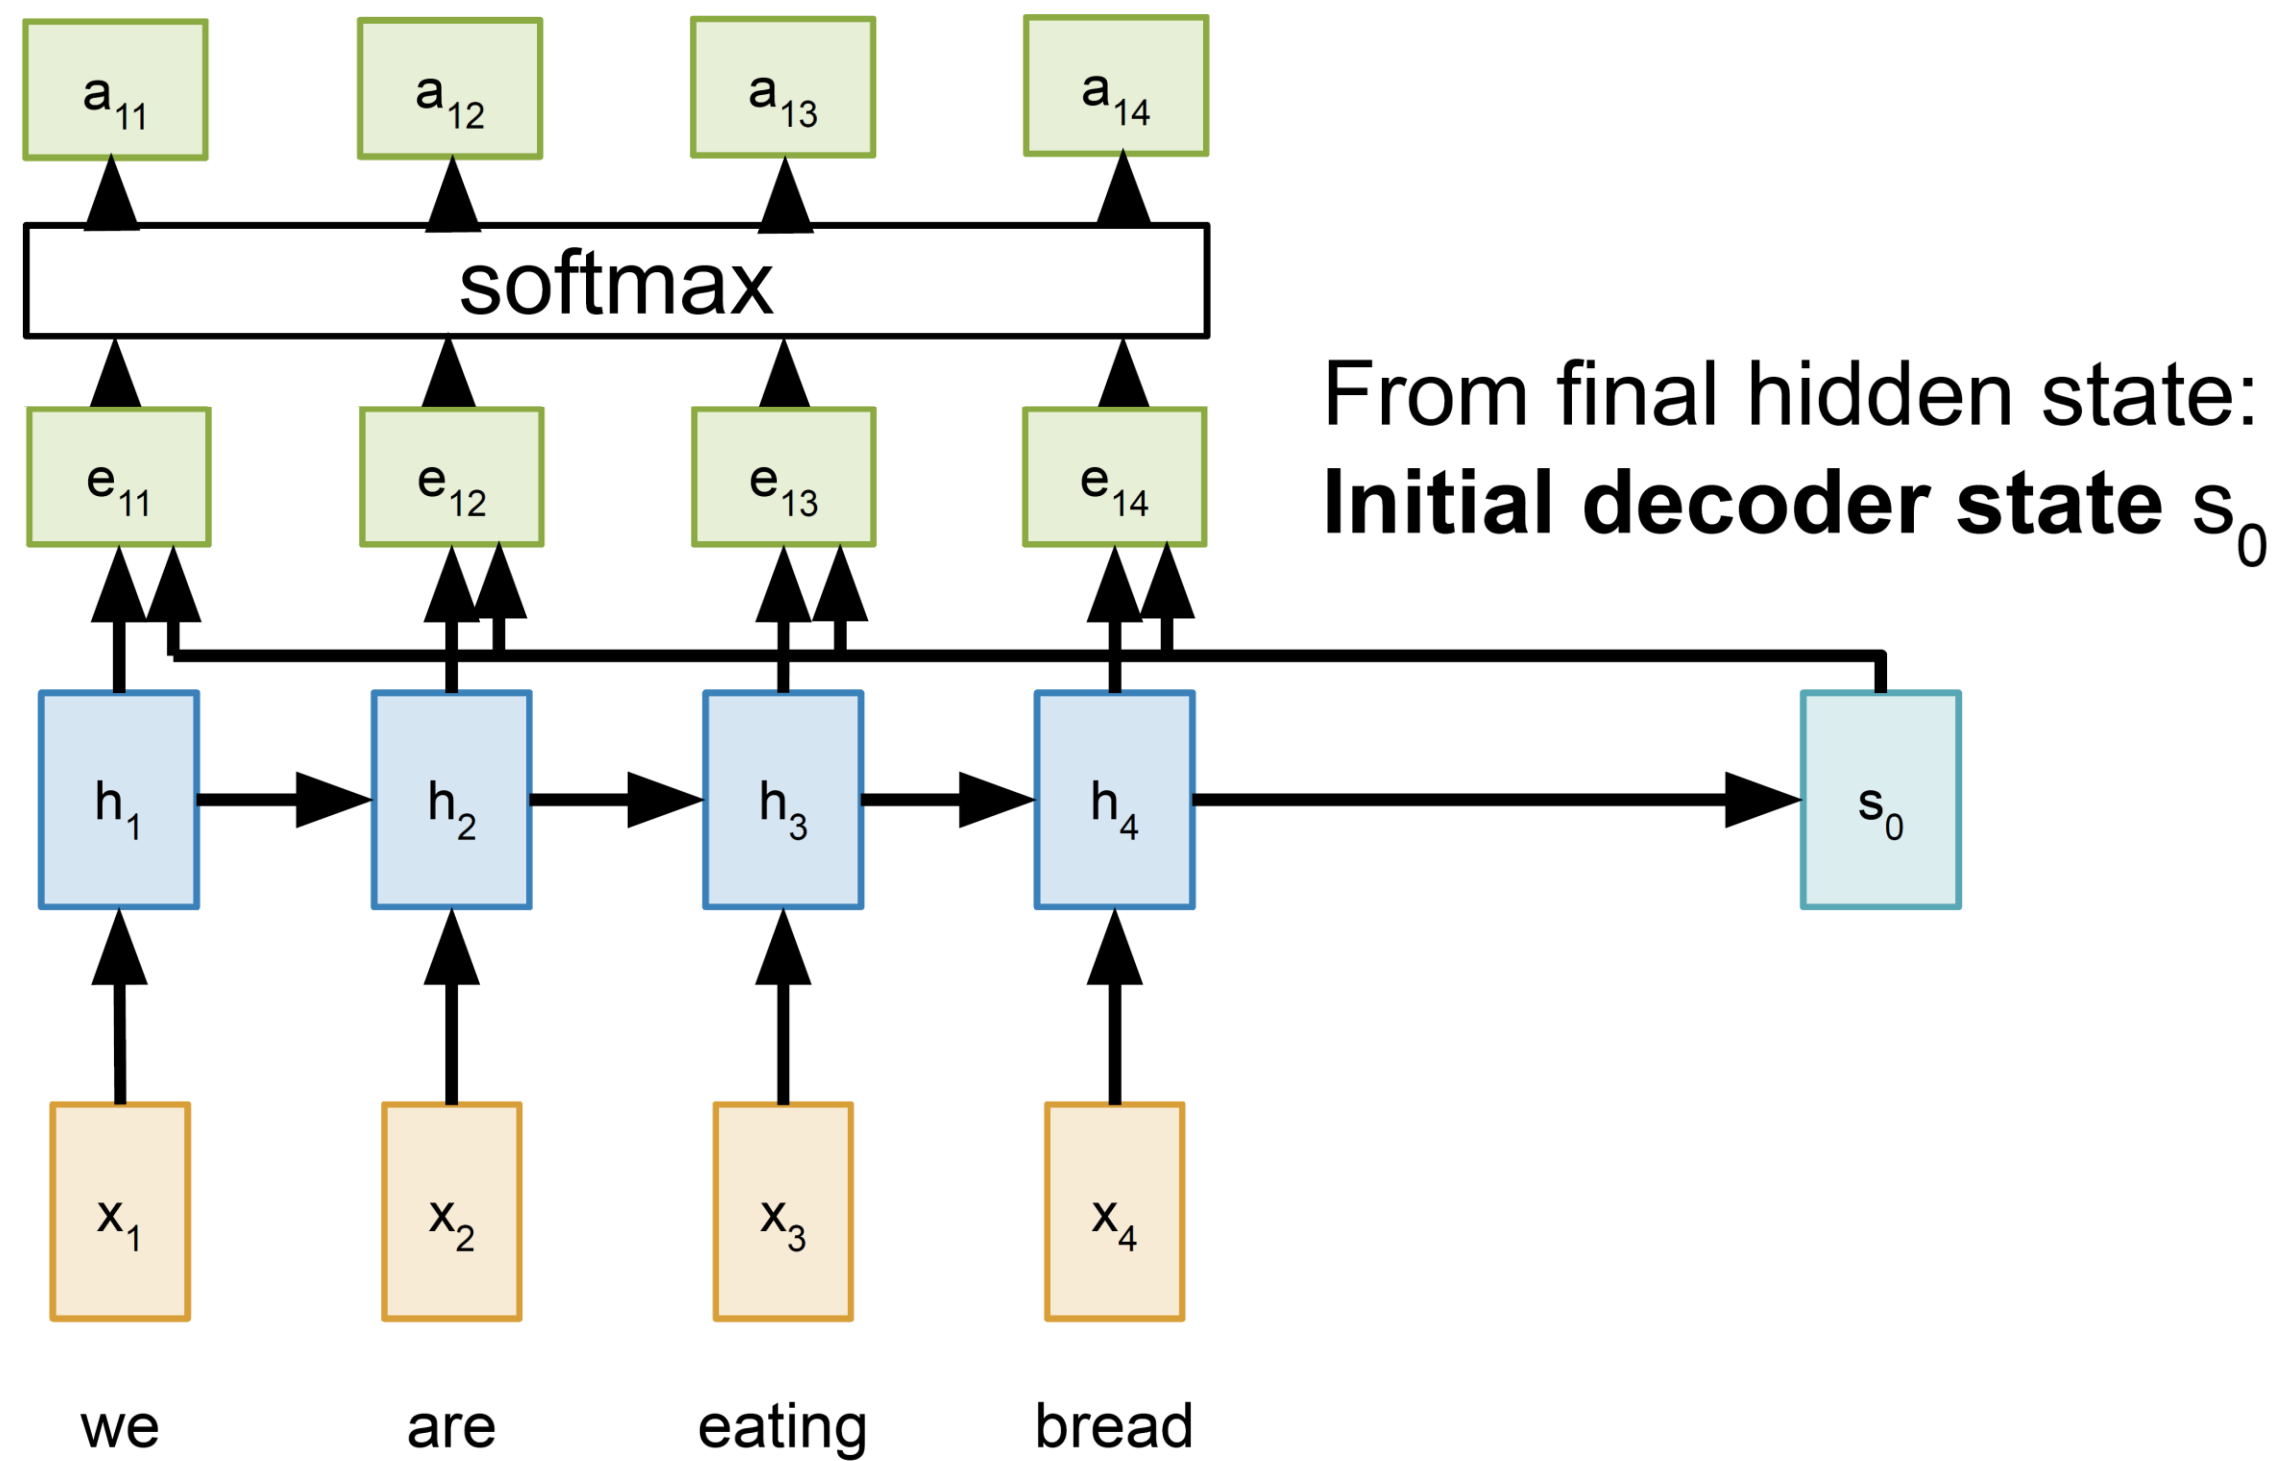 a11 a12 a13 a14
softmax
From final hidden state:
e11 e12 e13 e14
Initial decoder state s0
h1 h2 h3 h4 s0
x1 x2 x3 x4
we are eating bread